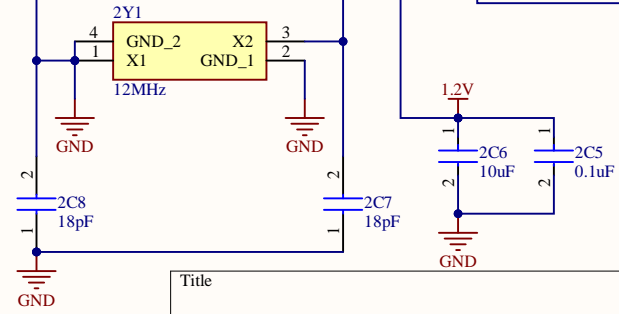 2Y1
4 GND_2 X2 3
1 X1 GND_1 2
12MHz
GND
GND
1.2V
1
1
2C6
10uF
2C5
0.1uF
2
2
2
2
2C8
18pF
2C7
18pF
1
1
GND
GND
Title